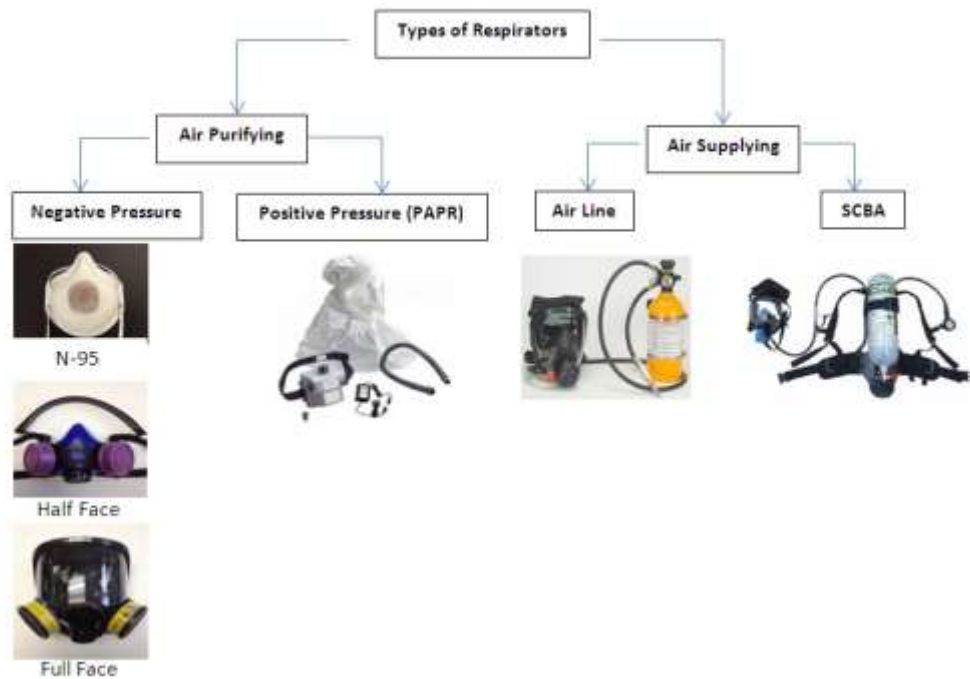 Types of Respirators
Air Purifying
Air Supplying
Negative Pressure
Positive Pressure (PAPR)
Air Line
SCBA
N-95
Half Face
Full Face